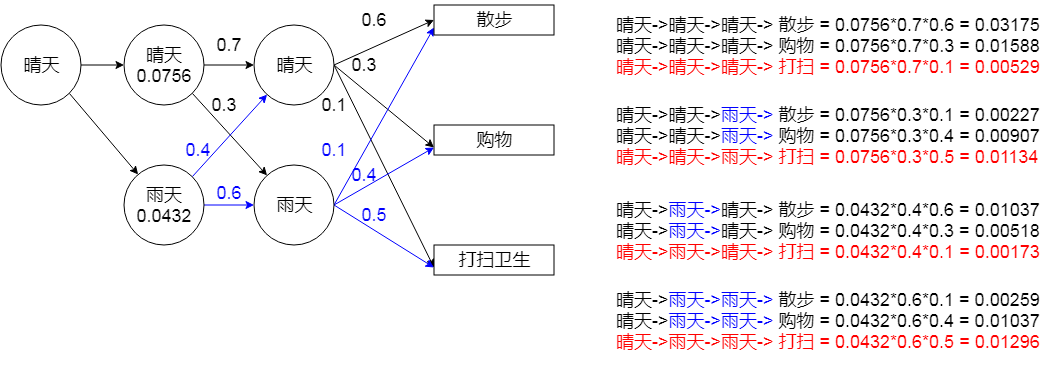 晴天
晴天
0.0756
0.7
晴天
0.6
散步
0.3
0.3
0.1
0.4
购物
0.1
雨天
0.0432
0.6
雨天
0.4
0.5
打扫卫生
晴天->晴天->晴天-> 散步 = 0.0756*0.7*0.6 = 0.03175
晴天->晴天->晴天-> 购物 = 0.0756*0.7*0.3 = 0.01588
晴天->晴天->晴天-> 打扫 = 0.0756*0.7*0.1 = 0.00529
晴天->晴天->雨天-> 散步 = 0.0756*0.3*0.1 = 0.00227
晴天->晴天->雨天-> 购物 = 0.0756*0.3*0.4 = 0.00907
晴天->晴天->雨天-> 打扫 = 0.0756*0.3*0.5 = 0.01134
晴天->雨天->晴天-> 散步 = 0.0432*0.4*0.6 = 0.01037
晴天->雨天->晴天-> 购物 = 0.0432*0.4*0.3 = 0.00518
晴天->雨天->晴天-> 打扫 = 0.0432*0.4*0.1 = 0.00173
晴天->雨天->雨天-> 散步 = 0.0432*0.6*0.1 = 0.00259
晴天->雨天->雨天-> 购物 = 0.0432*0.6*0.4 = 0.01037
晴天->雨天->雨天-> 打扫 = 0.0432*0.6*0.5 = 0.01296